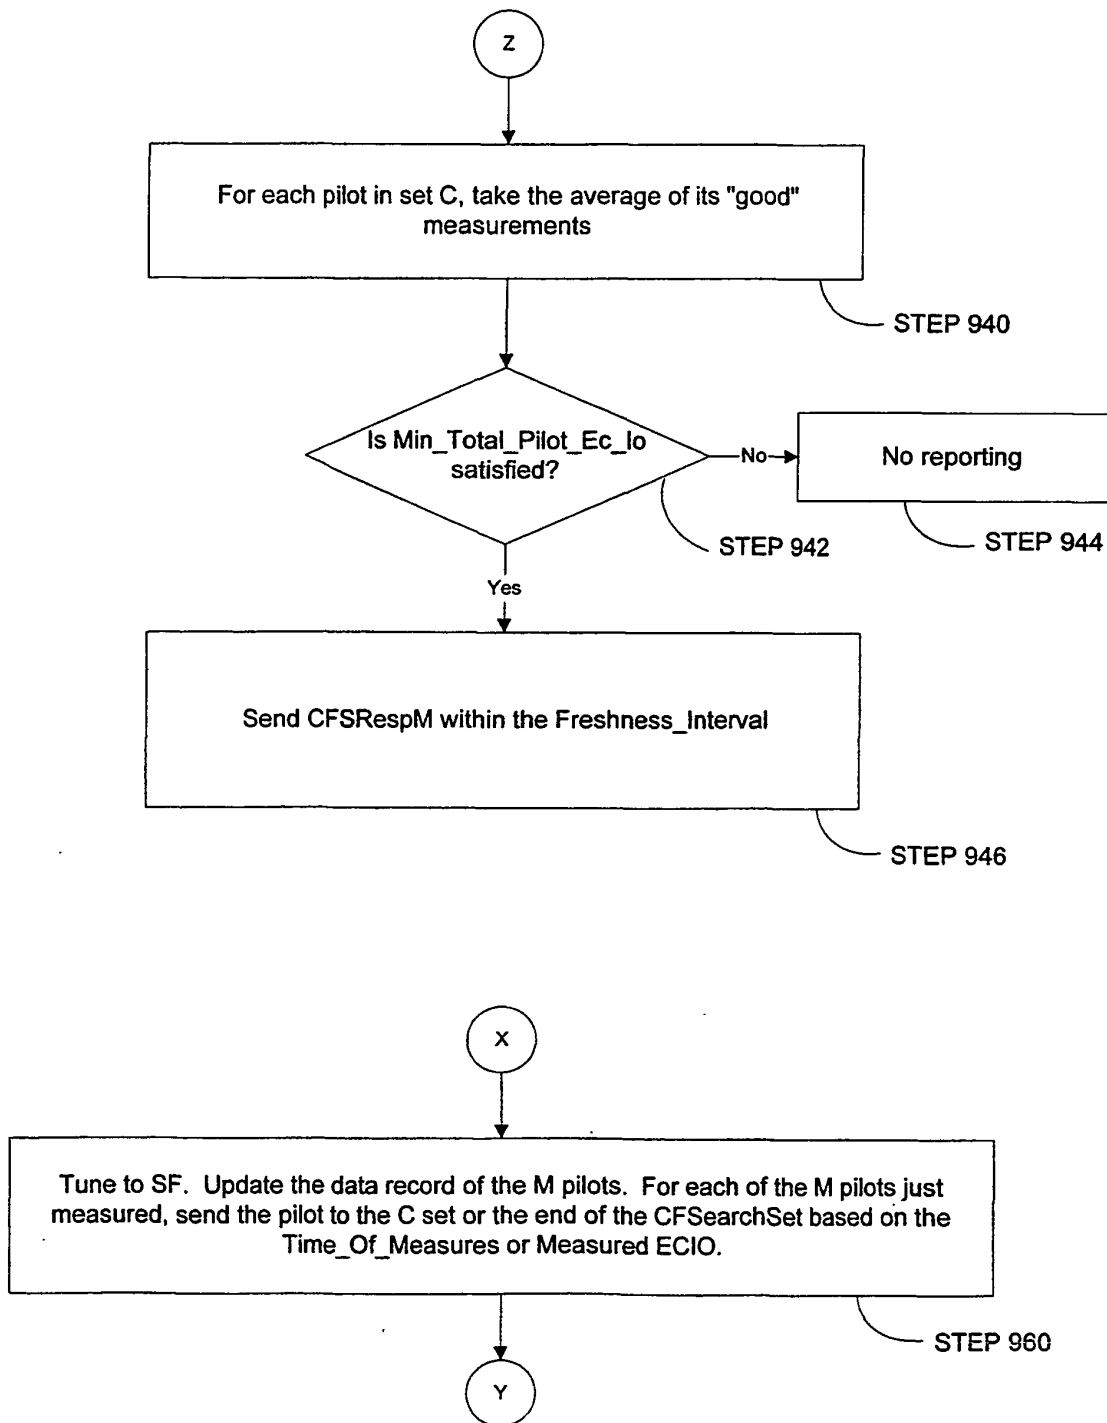 Z
For each pilot in set C, take the average of its "good"
measurements
STEP 940
Is Min_Total_Pilot_Ec_Io
satisfied?
No
No reporting
STEP 942
STEP 944
Yes
Send CFSRespM within the Freshness_Interval
STEP 946
X
Tune to SF. Update the data record of the M pilots. For each of the M pilots just
measured, send the pilot to the C set or the end of the CFSearchSet based on the
Time_Of_Measures or Measured ECIO.
STEP 960
Y